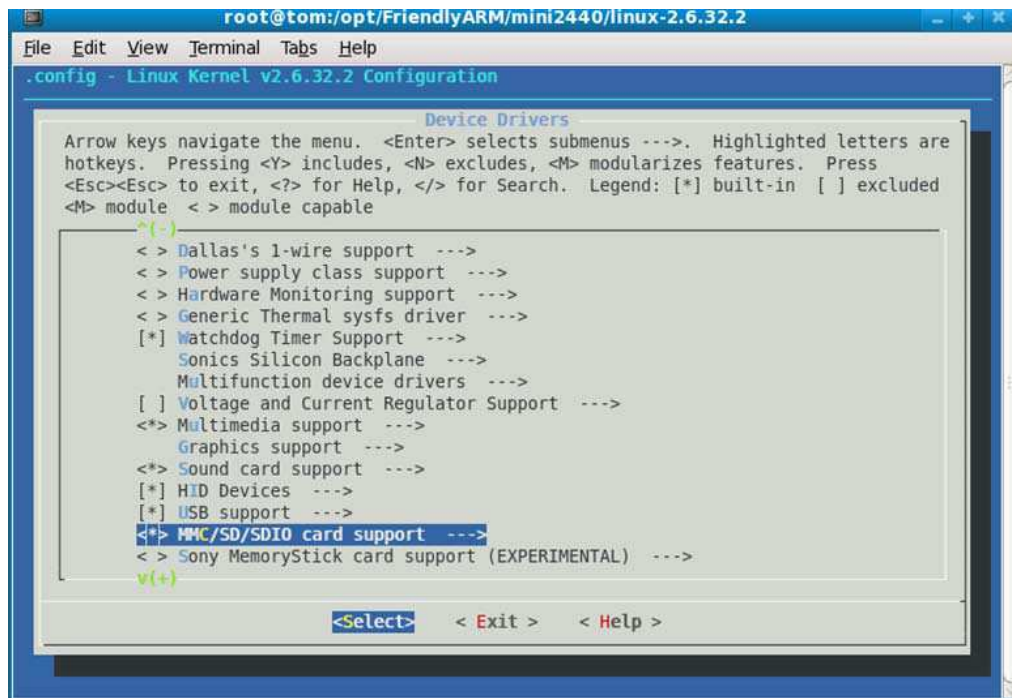 root@tom:/opt/FriendlyARM/mini2440/linux-2.6.32.2
File Edit View Terminal Tabs Help
.config - Linux Kernel v2.6.32.2 Configuration
Device Drivers
Arrow keys navigate the menu. <Enter> selects submenus --->. Highlighted letters are
hotkeys. Pressing <Y> includes, <N> excludes, <M> modularizes features. Press
<Esc><Esc> to exit, <?> for Help, </> for Search. Legend: [*] built-in [ ] excluded
<M> module < > module capable
^(-)
< > Dallas's 1-wire support --->
< > Power supply class support --->
< > Hardware Monitoring support --->
< > Generic Thermal sysfs driver --->
[*] Watchdog Timer Support --->
Sonics Silicon Backplane --->
Multifunction device drivers --->
[ ] Voltage and Current Regulator Support --->
<*> Multimedia support --->
Graphics support --->
<*> Sound card support --->
[*] HID Devices --->
[*] USB support --->
<*> MMC/SD/SDIO card support --->
< > Sony MemoryStick card support (EXPERIMENTAL) --->
v(+)
<Select> < Exit > < Help >